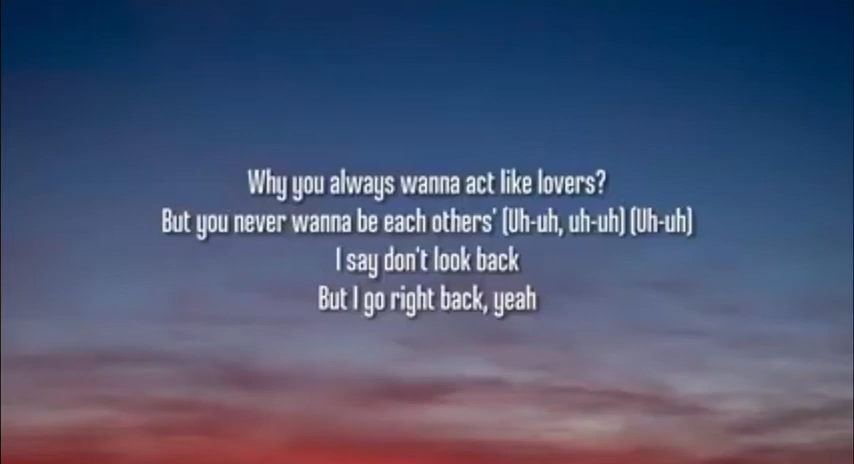 Why you always wanna act like lovers?
But you never wanna be each others' (Uh-uh, uh-uh) (Uh-uh)
I say don't look back
But I go right back, yeah